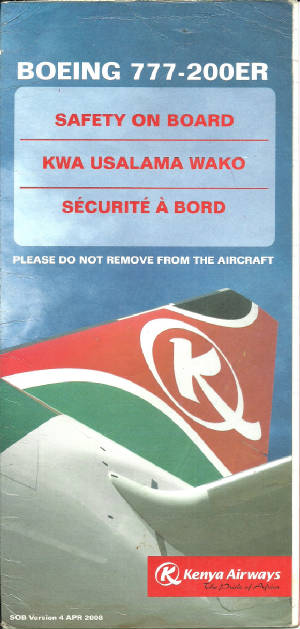 BOEING 777-200ER
SAFETY ON BOARD
KWA USALAMA WAKO
SÉCURITÉ À BORD
PLEASE DO NOT REMOVE FROM THE AIRCRAFT
K
Kenya Airways
The Pride of Africa
SOB Version 4 APR 2008